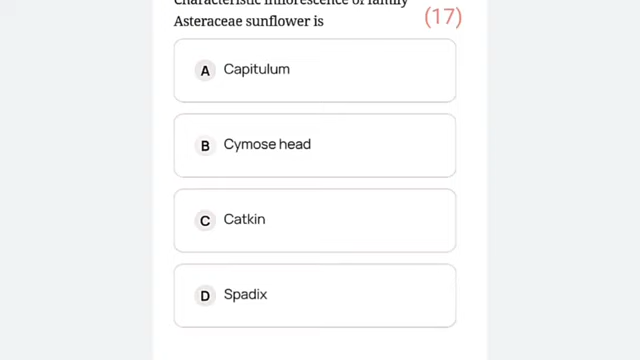 Characteristic inflorescence of family
Asteraceae sunflower is
(17)
A Capitulum
B Cymose head
C Catkin
D Spadix